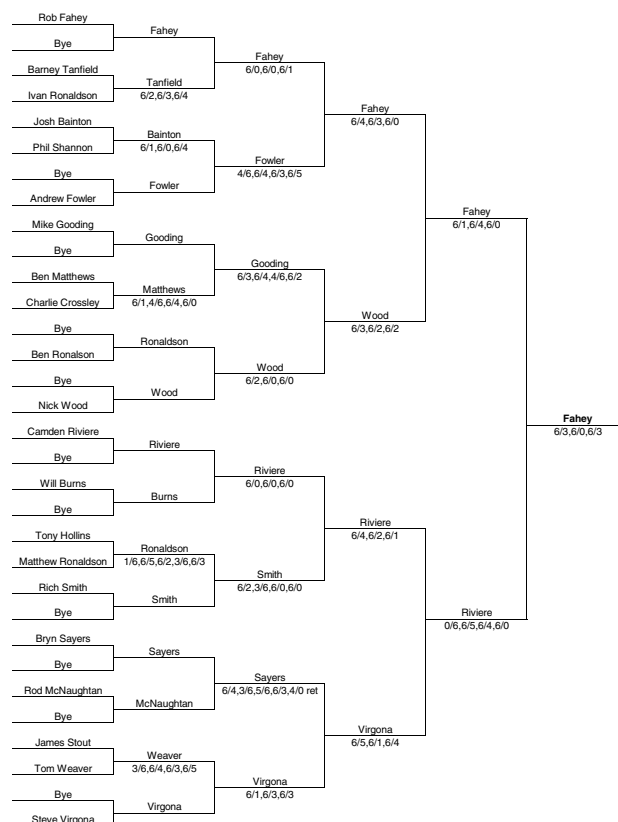 Rob Fahey
Bye
Barney Tanfield
Ivan Ronaldson
Josh Bainton
Phil Shannon
Bye
Andrew Fowler
Mike Gooding
Bye
Ben Matthews
Charlie Crossley
Bye
Ben Ronalson
Bye
Nick Wood
Camden Riviere
Bye
Will Burns
Bye
Tony Hollins
Matthew Ronaldson
Rich Smith
Bye
Bryn Sayers
Bye
Rod McNaughtan
Bye
James Stout
Tom Weaver
Bye
Steve Virgona
Fahey
Tanfield
6/2,6/3,6/4
Bainton
6/1,6/0,6/4
Fowler
Gooding
Matthews
6/1,4/6,6/4,6/0
Ronaldson
Wood
Riviere
Burns
Ronaldson
1/6,6/5,6/2,3/6,6/3
Smith
Sayers
McNaughtan
Weaver
3/6,6/4,6/3,6/5
Virgona
Fahey
6/0,6/0,6/1
Fowler
4/6,6/4,6/3,6/5
Gooding
6/3,6/4,4/6,6/2
Wood
6/2,6/0,6/0
Riviere
6/0,6/0,6/0
Smith
6/2,3/6,6/0,6/0
Sayers
6/4,3/6,5/6,6/3,4/0 ret
Virgona
6/1,6/3,6/3
Fahey
6/4,6/3,6/0
Wood
6/3,6/2,6/2
Riviere
6/4,6/2,6/1
Virgona
6/5,6/1,6/4
Fahey
6/1,6/4,6/0
Riviere
0/6,6/5,6/4,6/0
Fahey
6/3,6/0,6/3